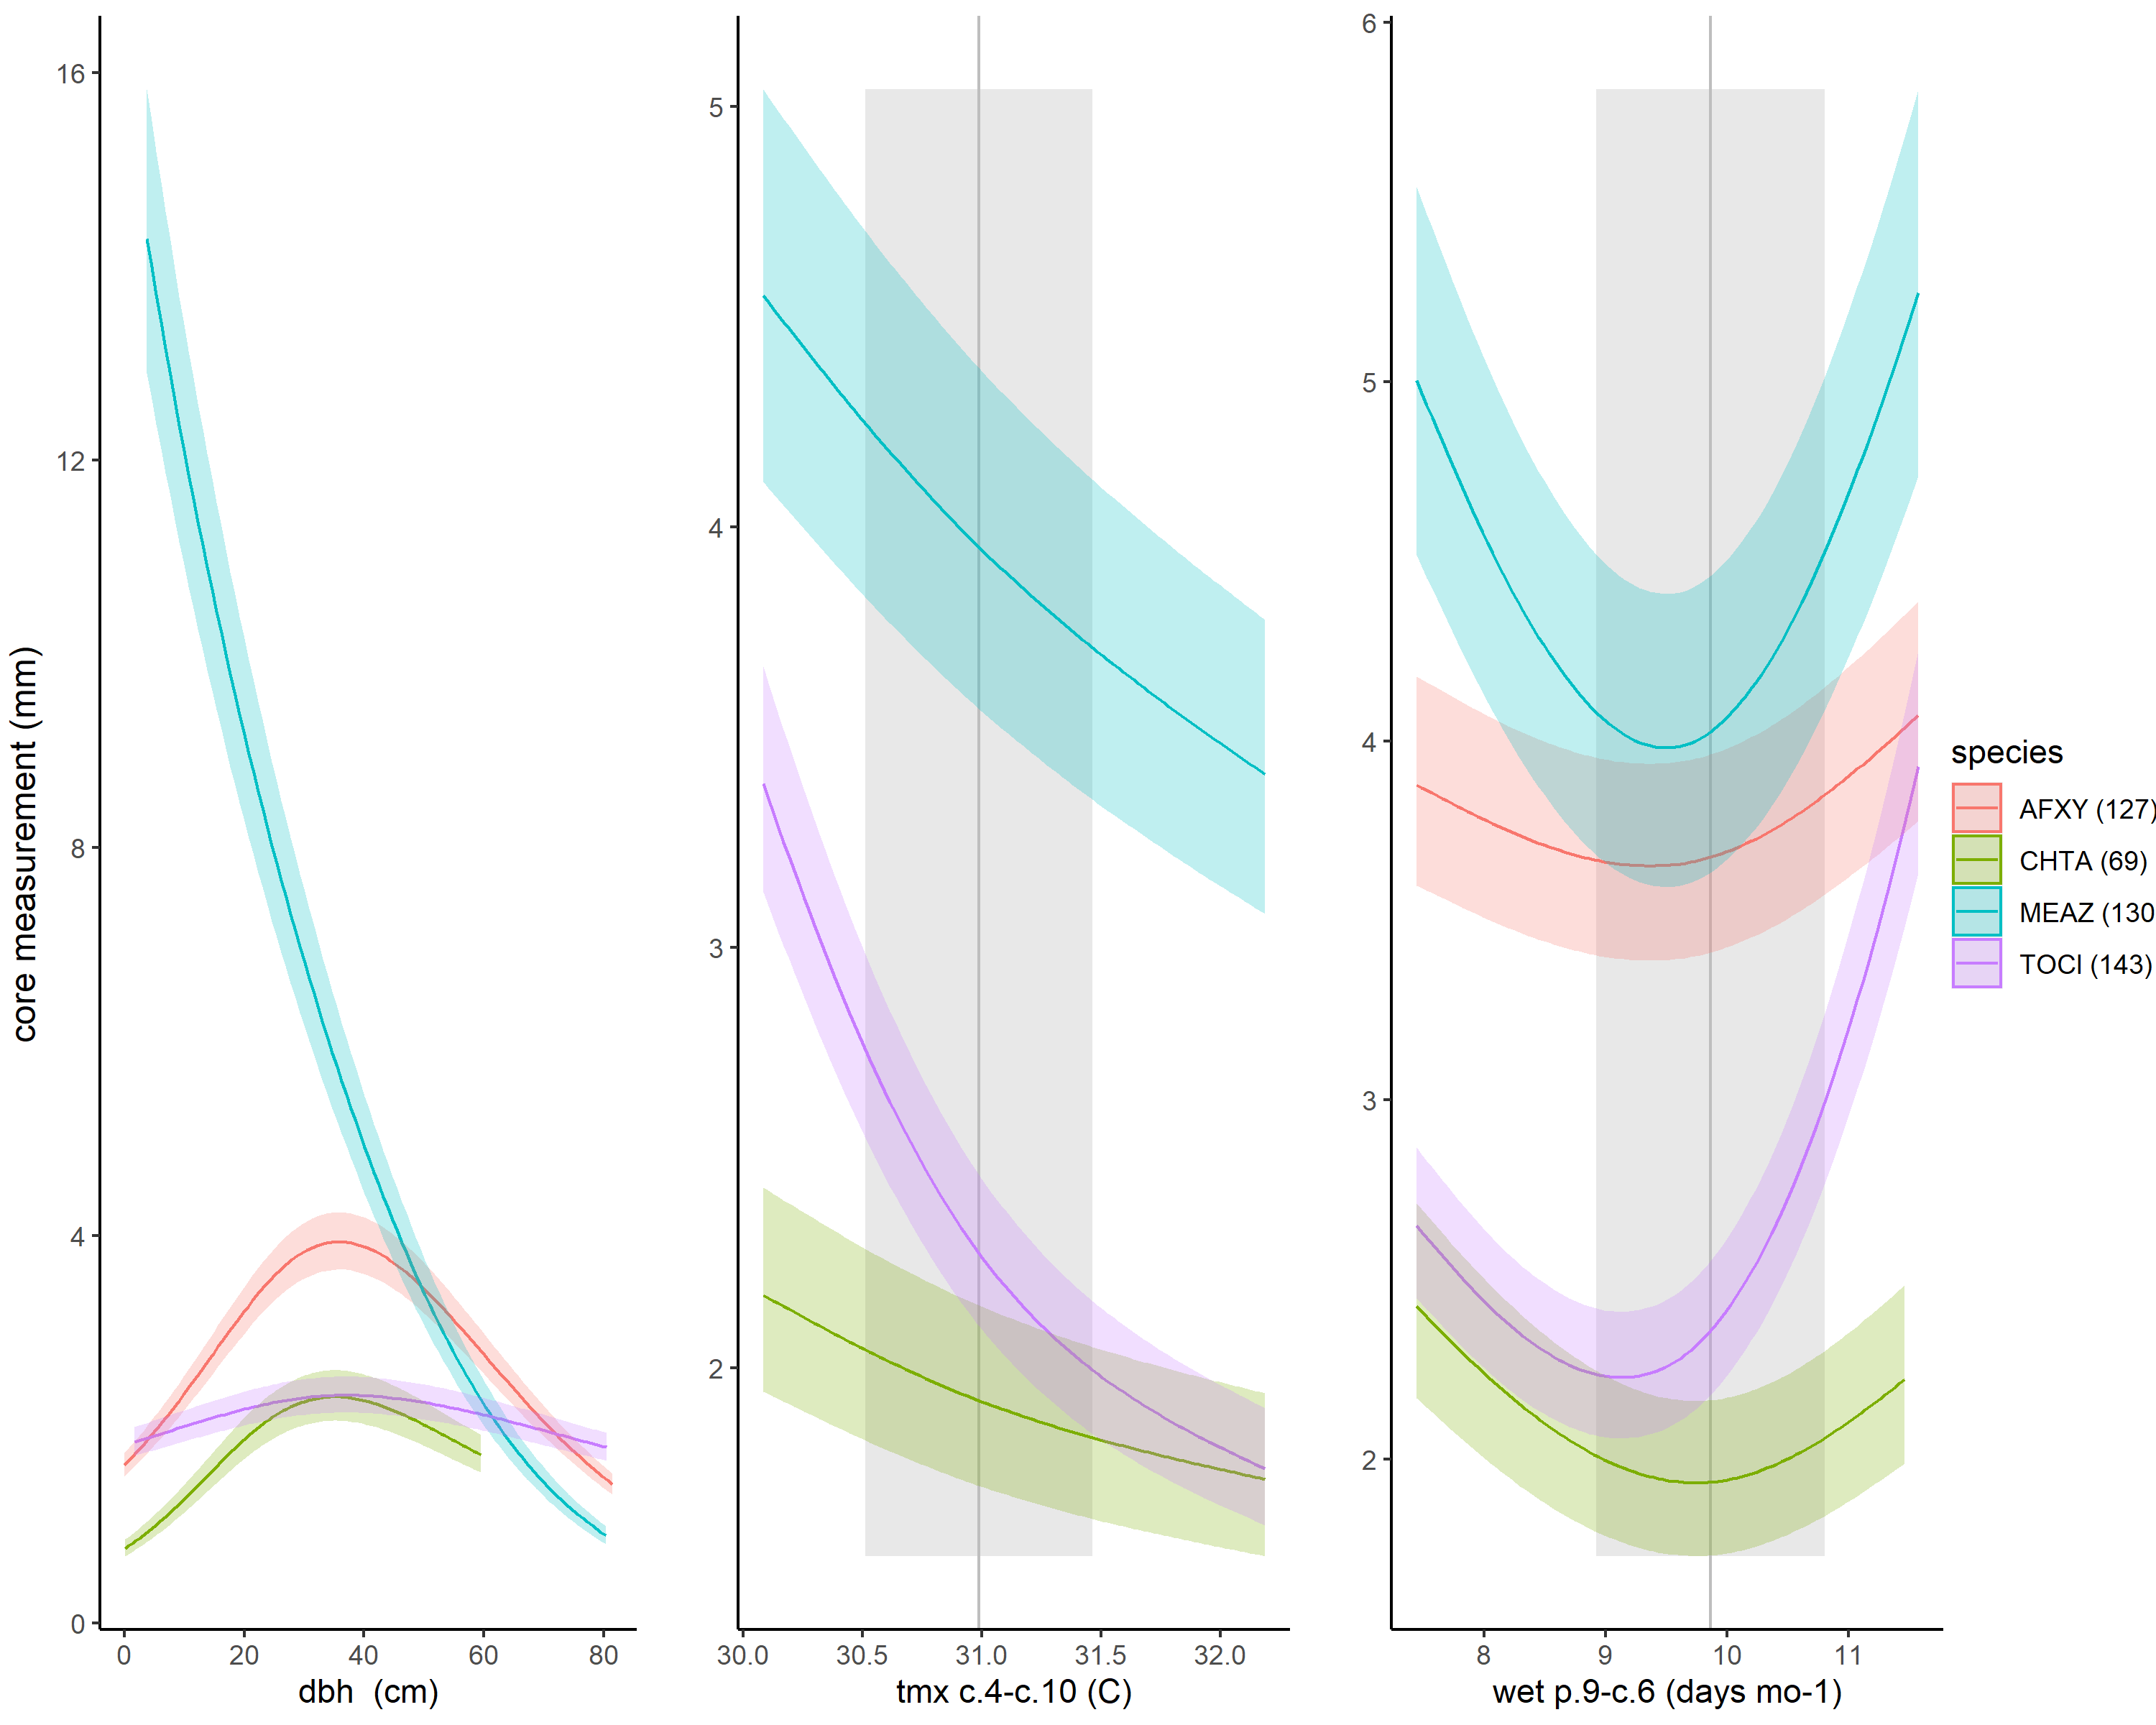 core measurement (mm)
16
12
8
4
0
0 20 40 60 80
dbh  (cm)
5
4
3
2
30.0 30.5 31.0 31.5 32.0
tmx c.4-c.10 (C)
6
5
4
3
2
8 9 10 11
wet p.9-c.6 (days mo-1)
species
AFXY (127)
CHTA (69)
MEAZ (130
TOCI (143)